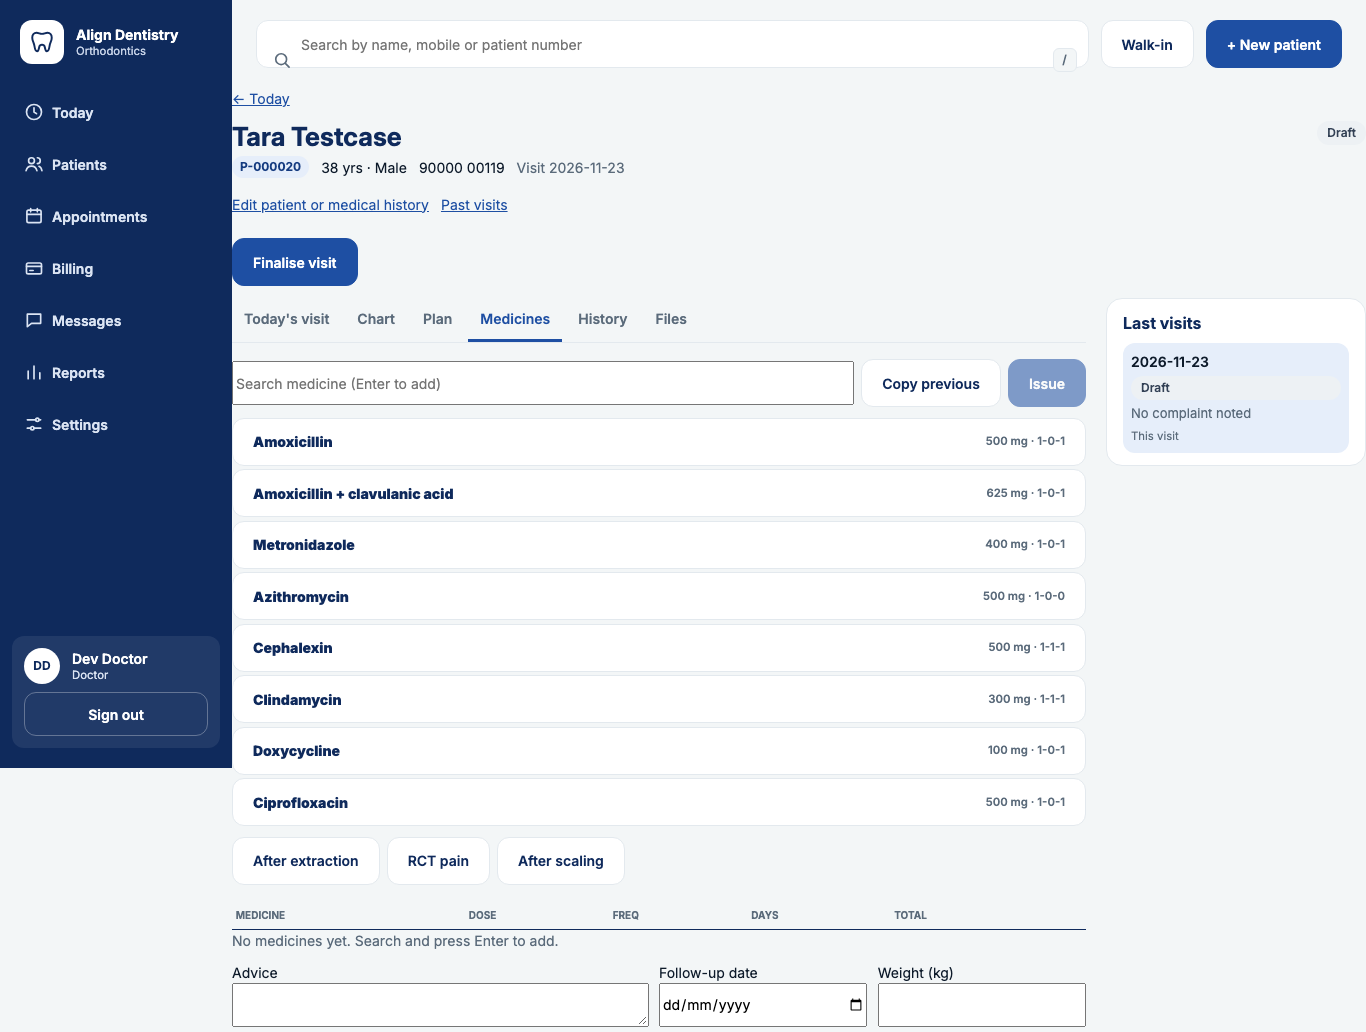 Align Dentistry
Orthodontics
Today
Patients
Appointments
Billing
Messages
Reports
Settings
DD
Dev Doctor
Doctor
Sign out
Search by name, mobile or patient number
/
Walk-in
+ New patient
← Today
Tara Testcase
Draft
P-000020 38 yrs · Male 90000 00119 Visit 2026-11-23
Edit patient or medical history Past visits
Finalise visit
Today's visit Chart Plan Medicines History Files
Search medicine (Enter to add) Copy previous Issue
Amoxicillin 500 mg · 1-0-1
Amoxicillin + clavulanic acid 625 mg · 1-0-1
Metronidazole 400 mg · 1-0-1
Azithromycin 500 mg · 1-0-0
Cephalexin 500 mg · 1-1-1
Clindamycin 300 mg · 1-1-1
Doxycycline 100 mg · 1-0-1
Ciprofloxacin 500 mg · 1-0-1
After extraction RCT pain After scaling
MEDICINE DOSE FREQ DAYS TOTAL
No medicines yet. Search and press Enter to add.
Advice Follow-up date Weight (kg)
dd/mm/yyyy
Last visits
2026-11-23
Draft
No complaint noted
This visit